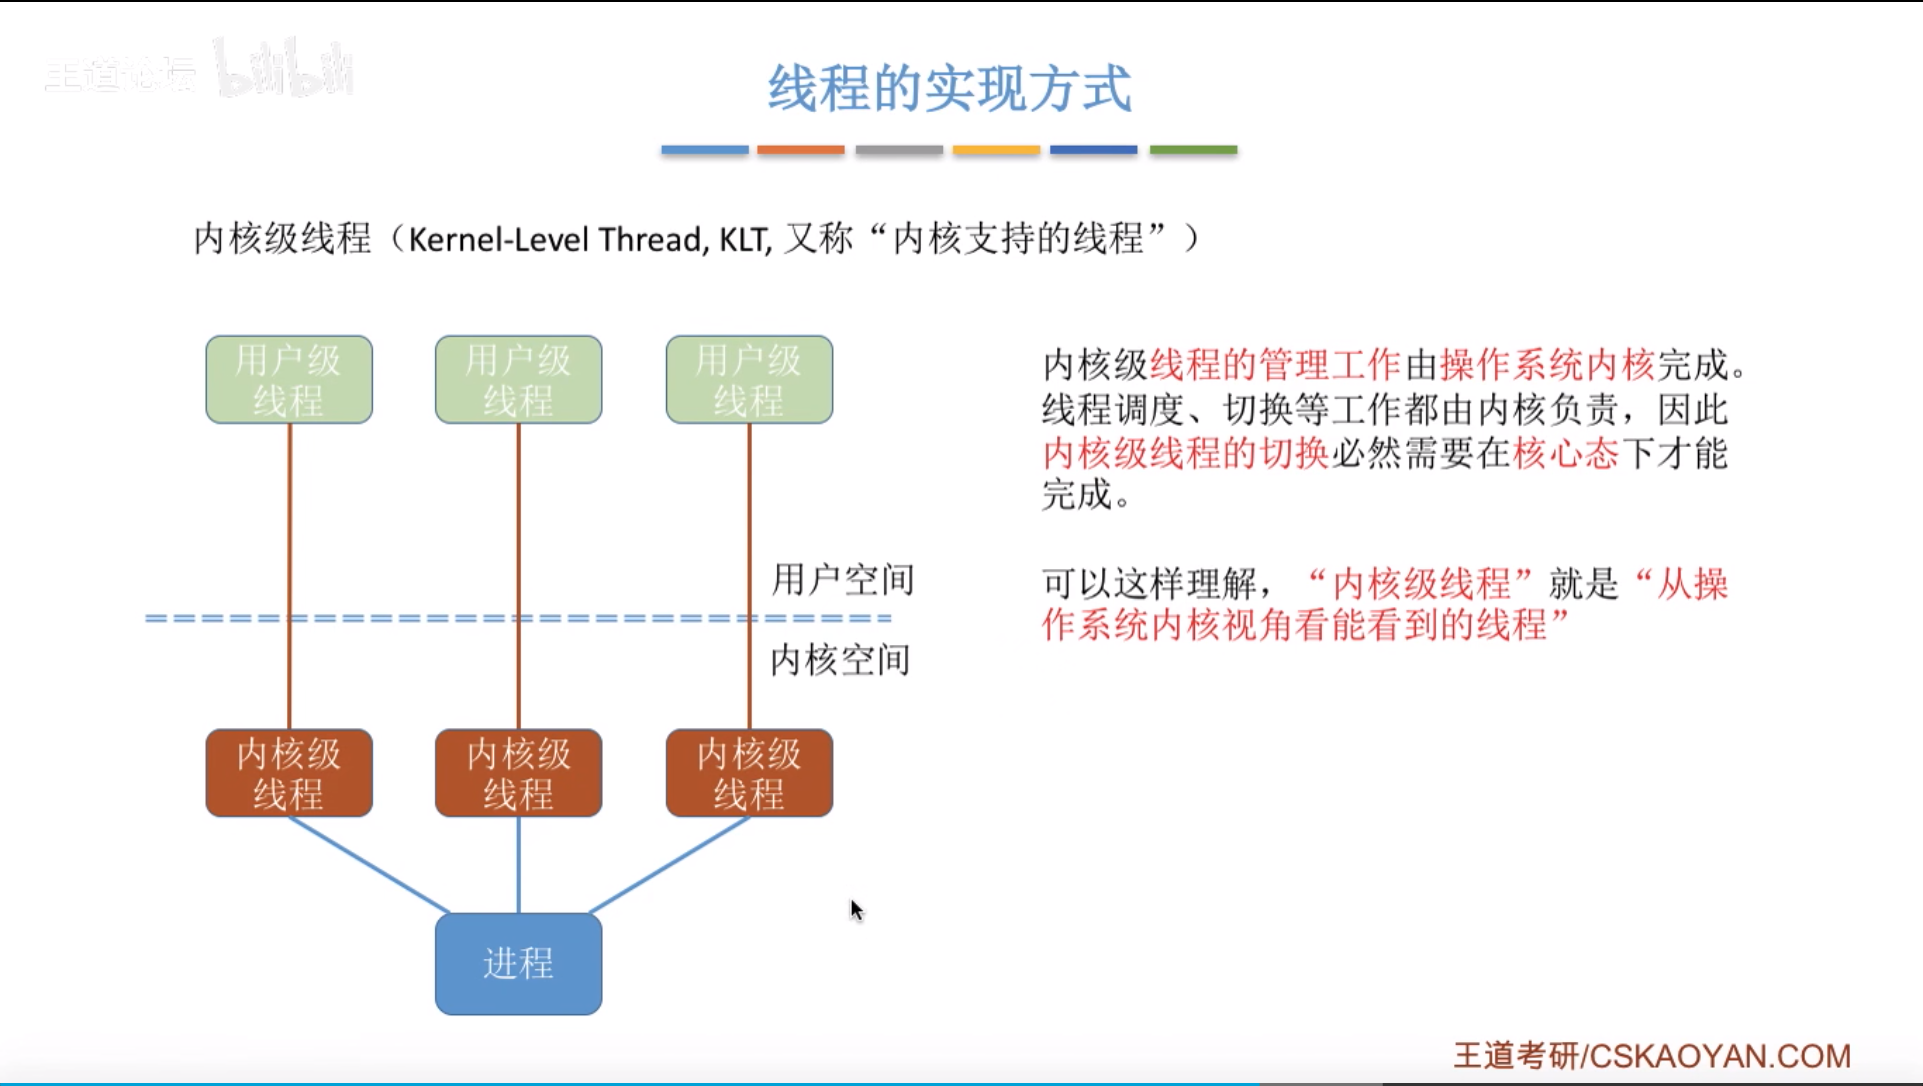 王道论坛 bilibili
线程的实现方式
内核级线程（Kernel-Level Thread, KLT, 又称“内核支持的线程”）
用户级
线程
用户级
线程
用户级
线程
用户空间
内核空间
内核级
线程
内核级
线程
内核级
线程
进程
内核级线程的管理工作由操作系统内核完成。
线程调度、切换等工作都由内核负责，因此
内核级线程的切换必然需要在核心态下才能
完成。
可以这样理解，“内核级线程”就是“从操
作系统内核视角看能看到的线程”
王道考研/CSKAOYAN.COM